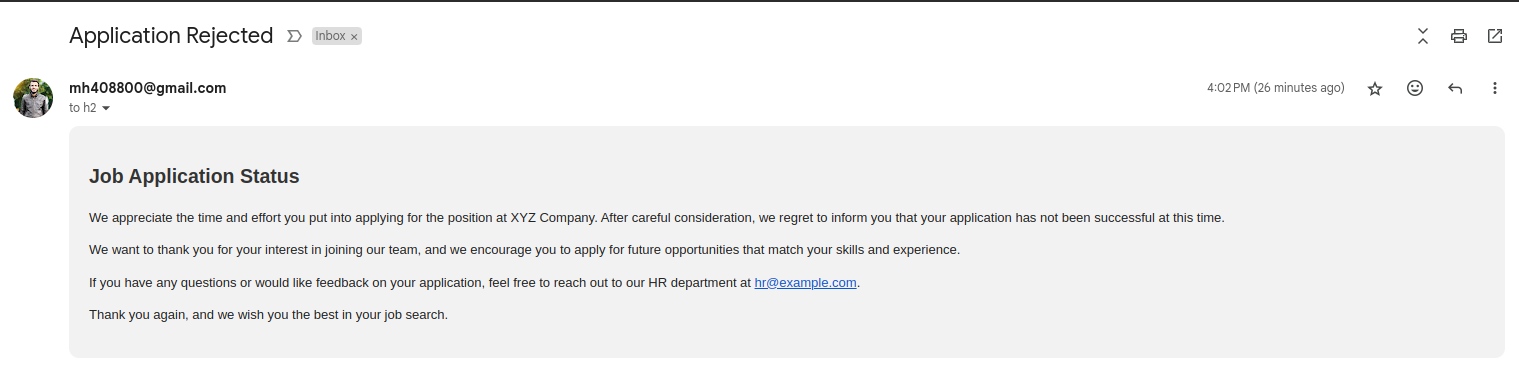 Application Rejected Inbox ×
mh408800@gmail.com 4:02 PM (26 minutes ago)
to h2
Job Application Status
We appreciate the time and effort you put into applying for the position at XYZ Company. After careful consideration, we regret to inform you that your application has not been successful at this time.
We want to thank you for your interest in joining our team, and we encourage you to apply for future opportunities that match your skills and experience.
If you have any questions or would like feedback on your application, feel free to reach out to our HR department at hr@example.com.
Thank you again, and we wish you the best in your job search.